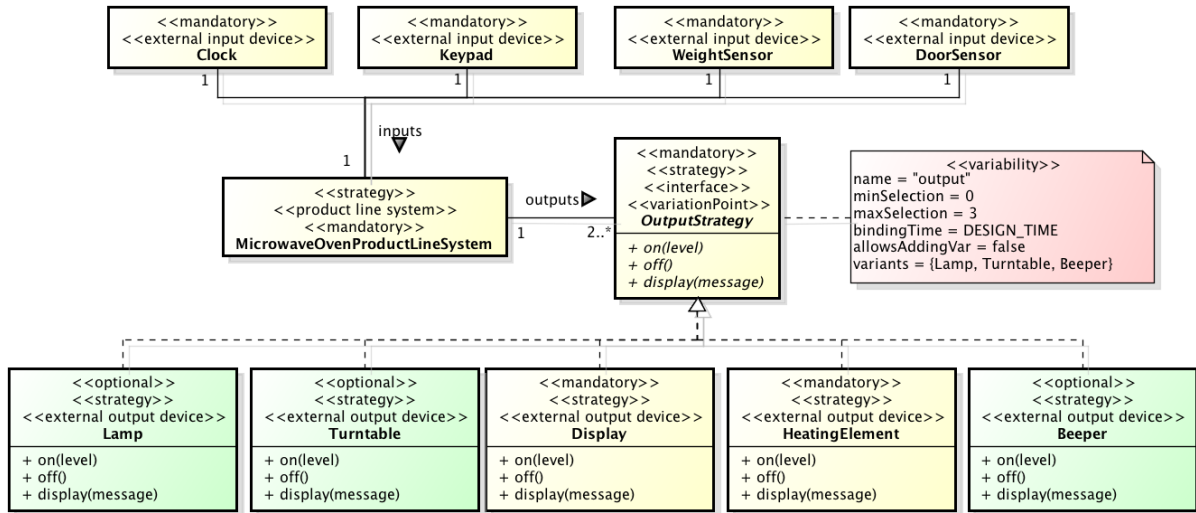 <<mandatory>>
<<external input device>>
Clock
<<mandatory>>
<<external input device>>
Keypad
<<mandatory>>
<<external input device>>
WeightSensor
<<mandatory>>
<<external input device>>
DoorSensor
1
1
1
1
inputs
1
<<strategy>>
<<product line system>>
<<mandatory>>
MicrowaveOvenProductLineSystem
outputs
1
2..*
<<mandatory>>
<<strategy>>
<<interface>>
<<variationPoint>>
OutputStrategy
+ on(level)
+ off()
+ display(message)
<<variability>>
name = "output"
minSelection = 0
maxSelection = 3
bindingTime = DESIGN_TIME
allowsAddingVar = false
variants = {Lamp, Turntable, Beeper}
<<optional>>
<<strategy>>
<<external output device>>
Lamp
+ on(level)
+ off()
+ display(message)
<<optional>>
<<strategy>>
<<external output device>>
Turntable
+ on(level)
+ off()
+ display(message)
<<mandatory>>
<<strategy>>
<<external output device>>
Display
+ on(level)
+ off()
+ display(message)
<<mandatory>>
<<strategy>>
<<external output device>>
HeatingElement
+ on(level)
+ off()
+ display(message)
<<optional>>
<<strategy>>
<<external output device>>
Beeper
+ on(level)
+ off()
+ display(message)